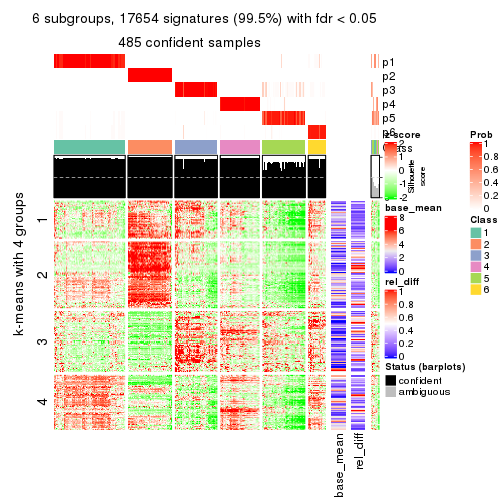 6 subgroups, 17654 signatures (99.5%) with fdr < 0.05
485 confident samples
p1
p2
p3
p4
p5
p6
Class
z-score
2
1
0
-1
-2
Silhouette
score
Prob
1
0.8
0.6
0.4
0.2
0
base_mean
8
6
4
2
0
Class
1
2
3
4
5
6
rel_diff
1
0.8
0.6
0.4
0.2
0
Status (barplots)
confident
ambiguous
k-means with 4 groups
1
2
3
4
base_mean
rel_diff